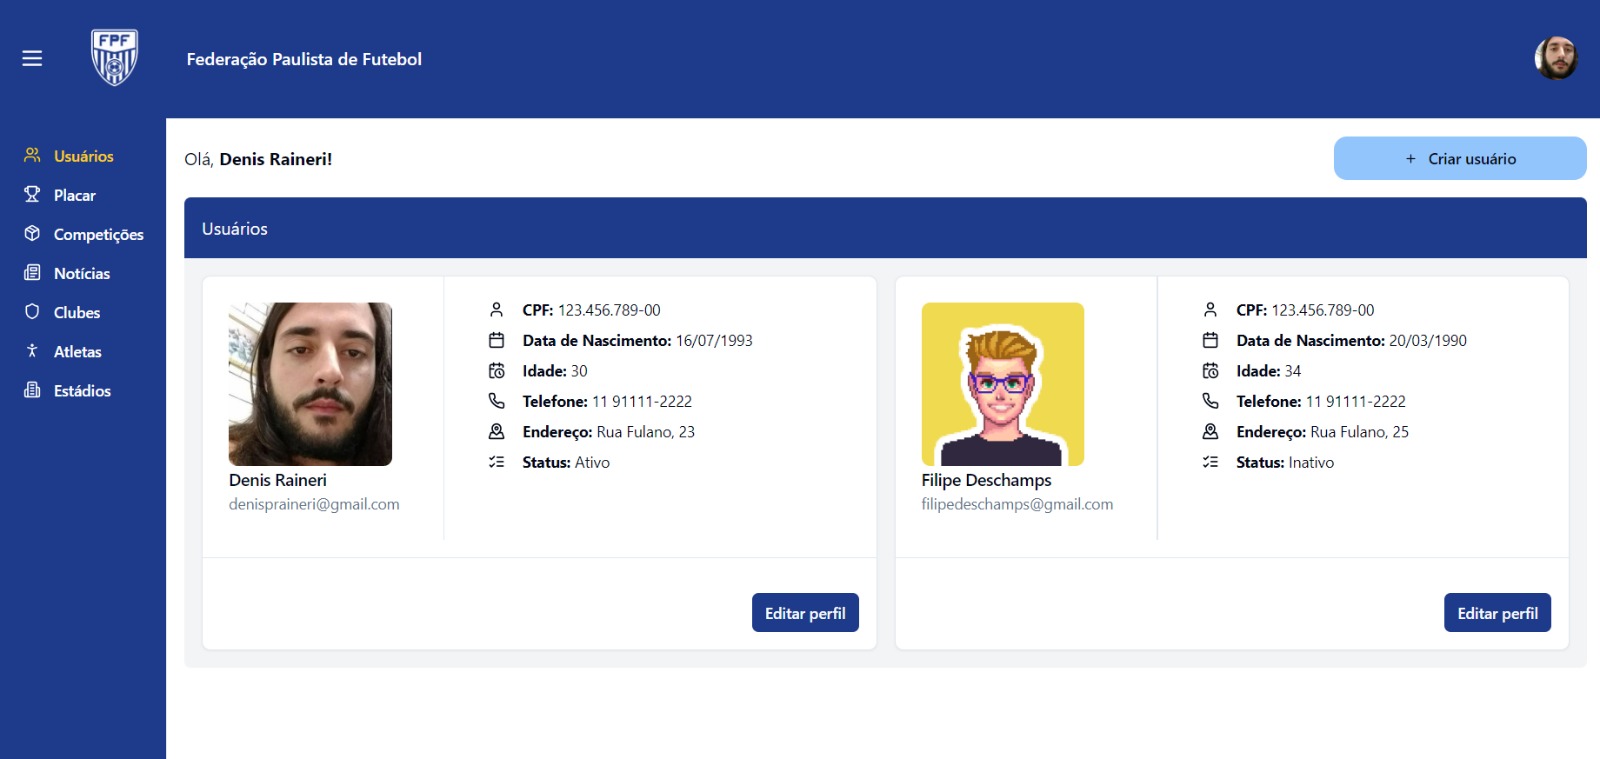 FPF
Federação Paulista de Futebol
Usuários
Placar
Competições
Notícias
Clubes
Atletas
Estádios
Olá, Denis Raineri!
+ Criar usuário
Usuários
Denis Raineri
denispraineri@gmail.com
CPF: 123.456.789-00
Data de Nascimento: 16/07/1993
Idade: 30
Telefone: 11 91111-2222
Endereço: Rua Fulano, 23
Status: Ativo
Editar perfil
Filipe Deschamps
filipedeschamps@gmail.com
CPF: 123.456.789-00
Data de Nascimento: 20/03/1990
Idade: 34
Telefone: 11 91111-2222
Endereço: Rua Fulano, 25
Status: Inativo
Editar perfil